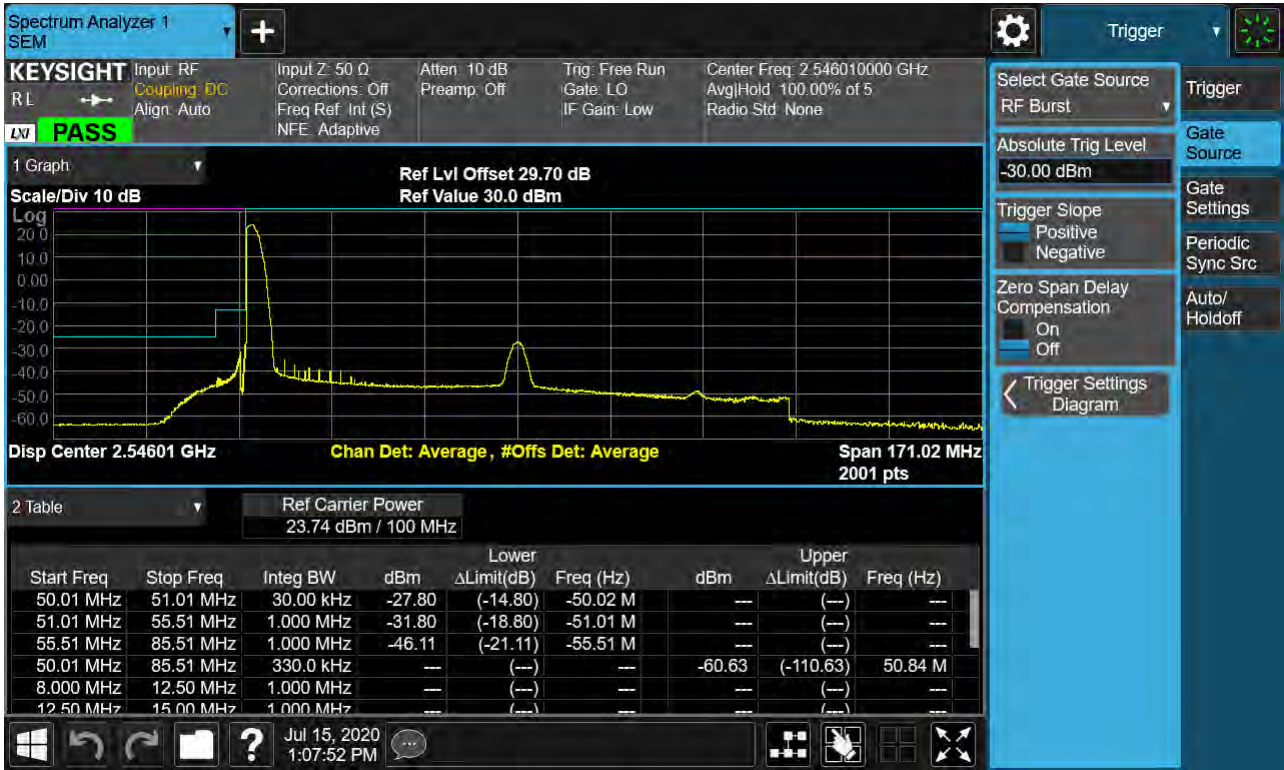 Spectrum Analyzer 1
SEM
Trigger
KEYSIGHT
RL
LXI PASS
Input: RF
Coupling: DC
Align: Auto
Input Z: 50 Ω
Corrections: Off
Freq Ref: Int (S)
NFE: Adaptive
Atten: 10 dB
Preamp: Off
Trig: Free Run
Gate: LO
IF Gain: Low
Center Freq: 2.546010000 GHz
Avg|Hold: 100.00% of 5
Radio Std: None
1 Graph
Scale/Div 10 dB
Ref Lvl Offset 29.70 dB
Ref Value 30.0 dBm
Log
20.0
10.0
0.00
-10.0
-20.0
-30.0
-40.0
-50.0
-60.0
Disp Center 2.54601 GHz
Chan Det: Average, #Offs Det: Average
Span 171.02 MHz
2001 pts
2 Table
Ref Carrier Power
23.74 dBm / 100 MHz
Lower Upper
Start Freq Stop Freq Integ BW dBm ΔLimit(dB) Freq (Hz) dBm ΔLimit(dB) Freq (Hz)
50.01 MHz 51.01 MHz 30.00 kHz -27.80 (-14.80) -50.02 M --- (---) ---
51.01 MHz 55.51 MHz 1.000 MHz -31.80 (-18.80) -51.01 M --- (---) ---
55.51 MHz 85.51 MHz 1.000 MHz -46.11 (-21.11) -55.51 M --- (---) ---
50.01 MHz 85.51 MHz 330.0 kHz --- (---) --- -60.63 (-110.63) 50.84 M
8.000 MHz 12.50 MHz 1.000 MHz --- (---) --- --- (---) ---
12.50 MHz 15.00 MHz 1.000 MHz --- (---) --- --- (---) ---
Jul 15, 2020
1:07:52 PM
Select Gate Source
RF Burst
Absolute Trig Level
-30.00 dBm
Trigger Slope
Positive
Negative
Zero Span Delay
Compensation
On
Off
Trigger Settings
Diagram
Trigger
Gate
Source
Gate
Settings
Periodic
Sync Src
Auto/
Holdoff